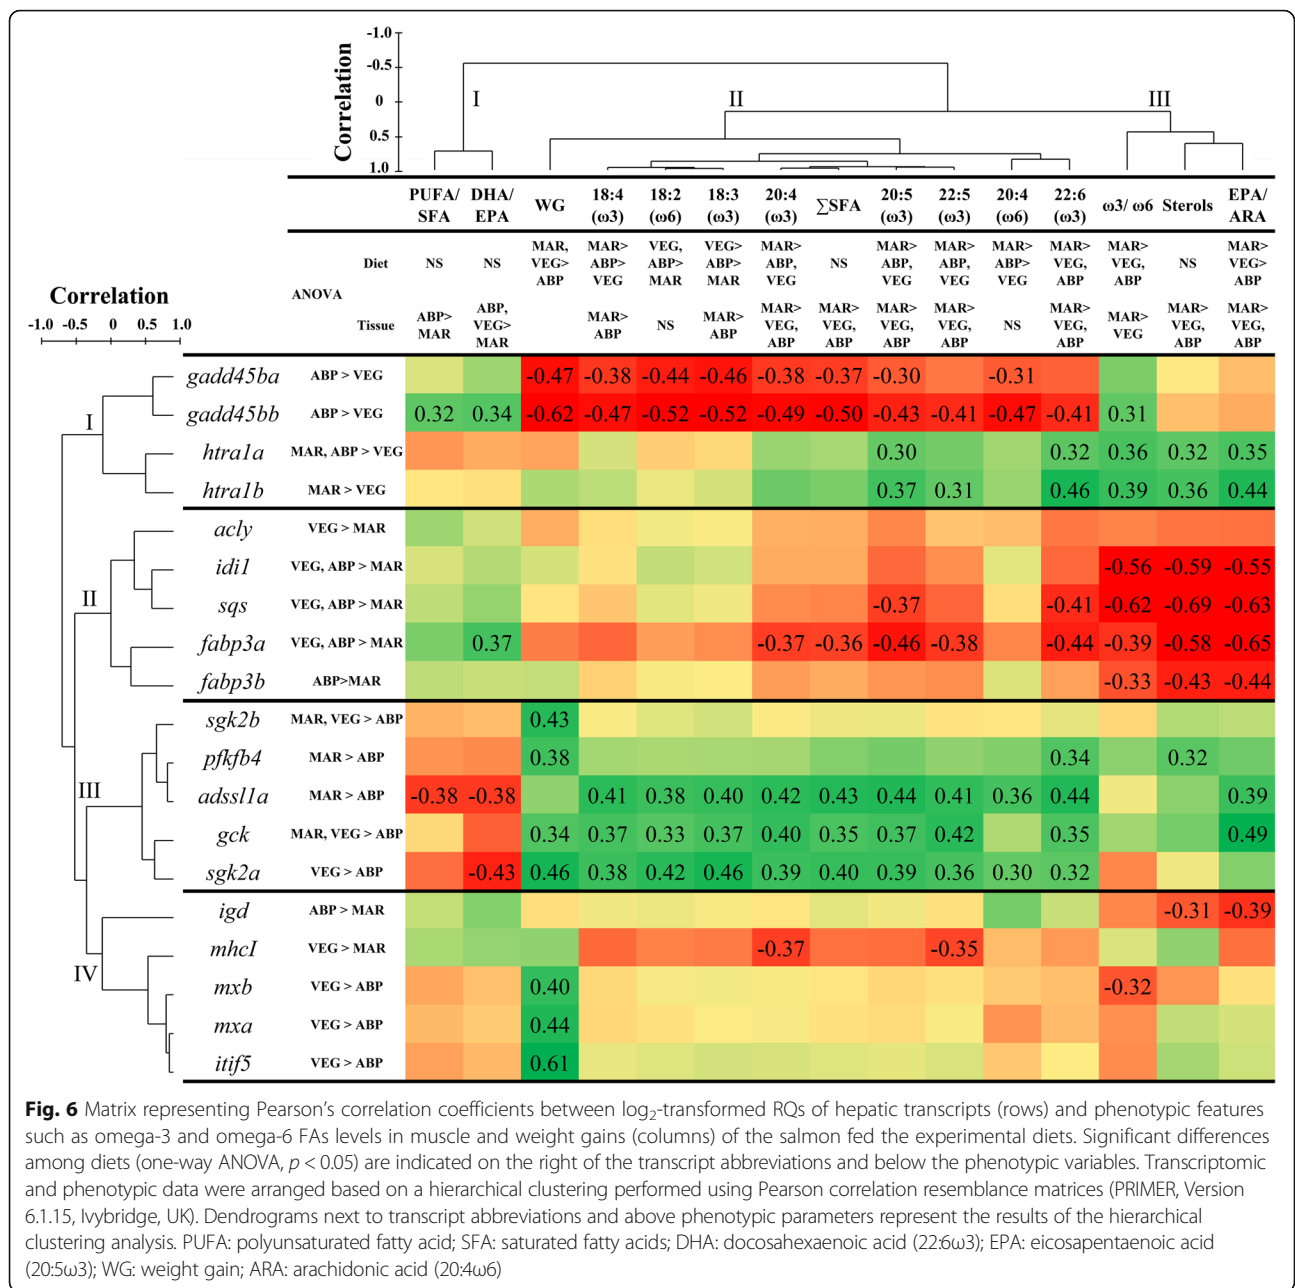 -1.0
-0.5
0
0.5
1.0
Correlation
I II III
PUFA/ SFA DHA/ EPA WG 18:4 (ω3) 18:2 (ω6) 18:3 (ω3) 20:4 (ω3) ∑SFA 20:5 (ω3) 22:5 (ω3) 20:4 (ω6) 22:6 (ω3) ω3/ ω6 Sterols EPA/ ARA
ANOVA
Diet NS NS MAR, VEG> ABP MAR> ABP> VEG VEG, ABP> MAR VEG> ABP> MAR MAR> ABP, VEG NS MAR> ABP, VEG MAR> ABP, VEG MAR> ABP> VEG MAR> VEG, ABP MAR> VEG, ABP NS MAR> VEG> ABP
Tissue ABP> MAR ABP, VEG> MAR MAR> ABP NS MAR> ABP MAR> VEG, ABP MAR> VEG, ABP MAR> VEG, ABP MAR> VEG, ABP NS MAR> VEG, ABP MAR> VEG MAR> VEG, ABP MAR> VEG, ABP
Correlation
-1.0 -0.5 0 0.5 1.0
gadd45ba ABP > VEG -0.47 -0.38 -0.44 -0.46 -0.38 -0.37 -0.30 -0.31
I
gadd45bb ABP > VEG 0.32 0.34 -0.62 -0.47 -0.52 -0.52 -0.49 -0.50 -0.43 -0.41 -0.47 -0.41 0.31
htra1a MAR, ABP > VEG 0.30 0.32 0.36 0.32 0.35
htra1b MAR > VEG 0.37 0.31 0.46 0.39 0.36 0.44
acly VEG > MAR
idi1 VEG, ABP > MAR -0.56 -0.59 -0.55
II
sqs VEG, ABP > MAR -0.37 -0.41 -0.62 -0.69 -0.63
fabp3a VEG, ABP > MAR 0.37 -0.37 -0.36 -0.46 -0.38 -0.44 -0.39 -0.58 -0.65
fabp3b ABP>MAR -0.33 -0.43 -0.44
sgk2b MAR, VEG > ABP 0.43
pfkfb4 MAR > ABP 0.38 0.34 0.32
III
adssl1a MAR > ABP -0.38 -0.38 0.41 0.38 0.40 0.42 0.43 0.44 0.41 0.36 0.44 0.39
gck MAR, VEG > ABP 0.34 0.37 0.33 0.37 0.40 0.35 0.37 0.42 0.35 0.49
sgk2a VEG > ABP -0.43 0.46 0.38 0.42 0.46 0.39 0.40 0.39 0.36 0.30 0.32
igd ABP > MAR -0.31 -0.39
mhcI VEG > MAR -0.37 -0.35
IV
mxb VEG > ABP 0.40 -0.32
mxa VEG > ABP 0.44
itif5 VEG > ABP 0.61
Fig. 6 Matrix representing Pearson's correlation coefficients between log2-transformed RQs of hepatic transcripts (rows) and phenotypic features
such as omega-3 and omega-6 FAs levels in muscle and weight gains (columns) of the salmon fed the experimental diets. Significant differences
among diets (one-way ANOVA, p < 0.05) are indicated on the right of the transcript abbreviations and below the phenotypic variables. Transcriptomic
and phenotypic data were arranged based on a hierarchical clustering performed using Pearson correlation resemblance matrices (PRIMER, Version
6.1.15, Ivybridge, UK). Dendrograms next to transcript abbreviations and above phenotypic parameters represent the results of the hierarchical
clustering analysis. PUFA: polyunsaturated fatty acid; SFA: saturated fatty acids; DHA: docosahexaenoic acid (22:6ω3); EPA: eicosapentaenoic acid
(20:5ω3); WG: weight gain; ARA: arachidonic acid (20:4ω6)